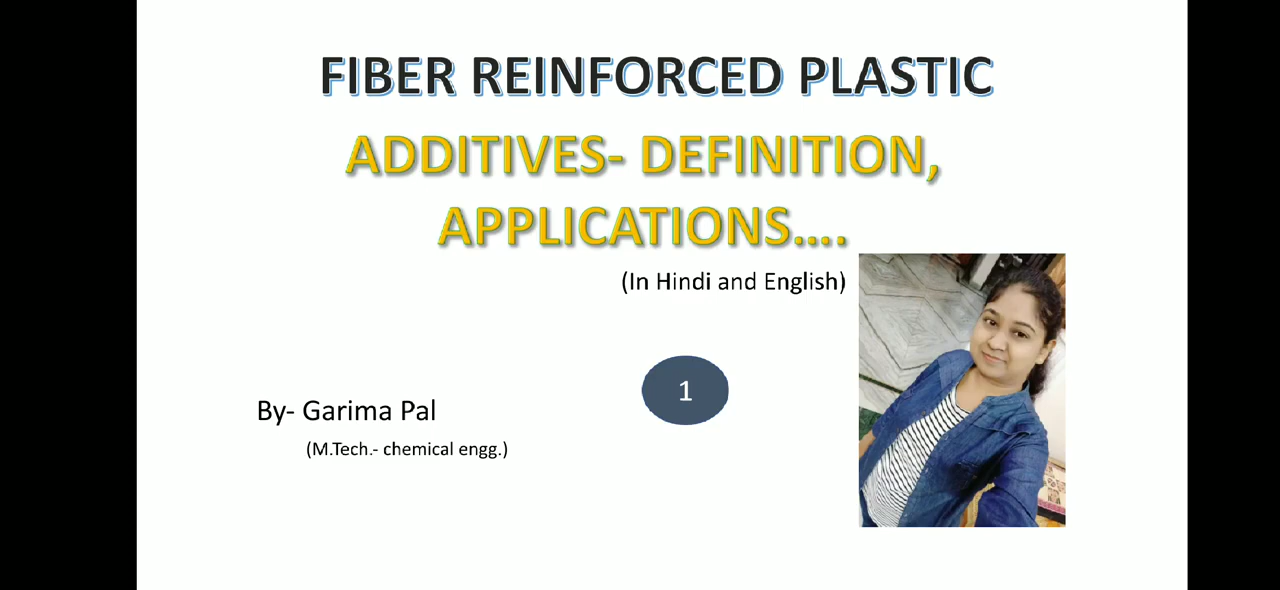 FIBER REINFORCED PLASTIC
ADDITIVES- DEFINITION,
APPLICATIONS....
(In Hindi and English)
1
By- Garima Pal
(M.Tech.- chemical engg.)